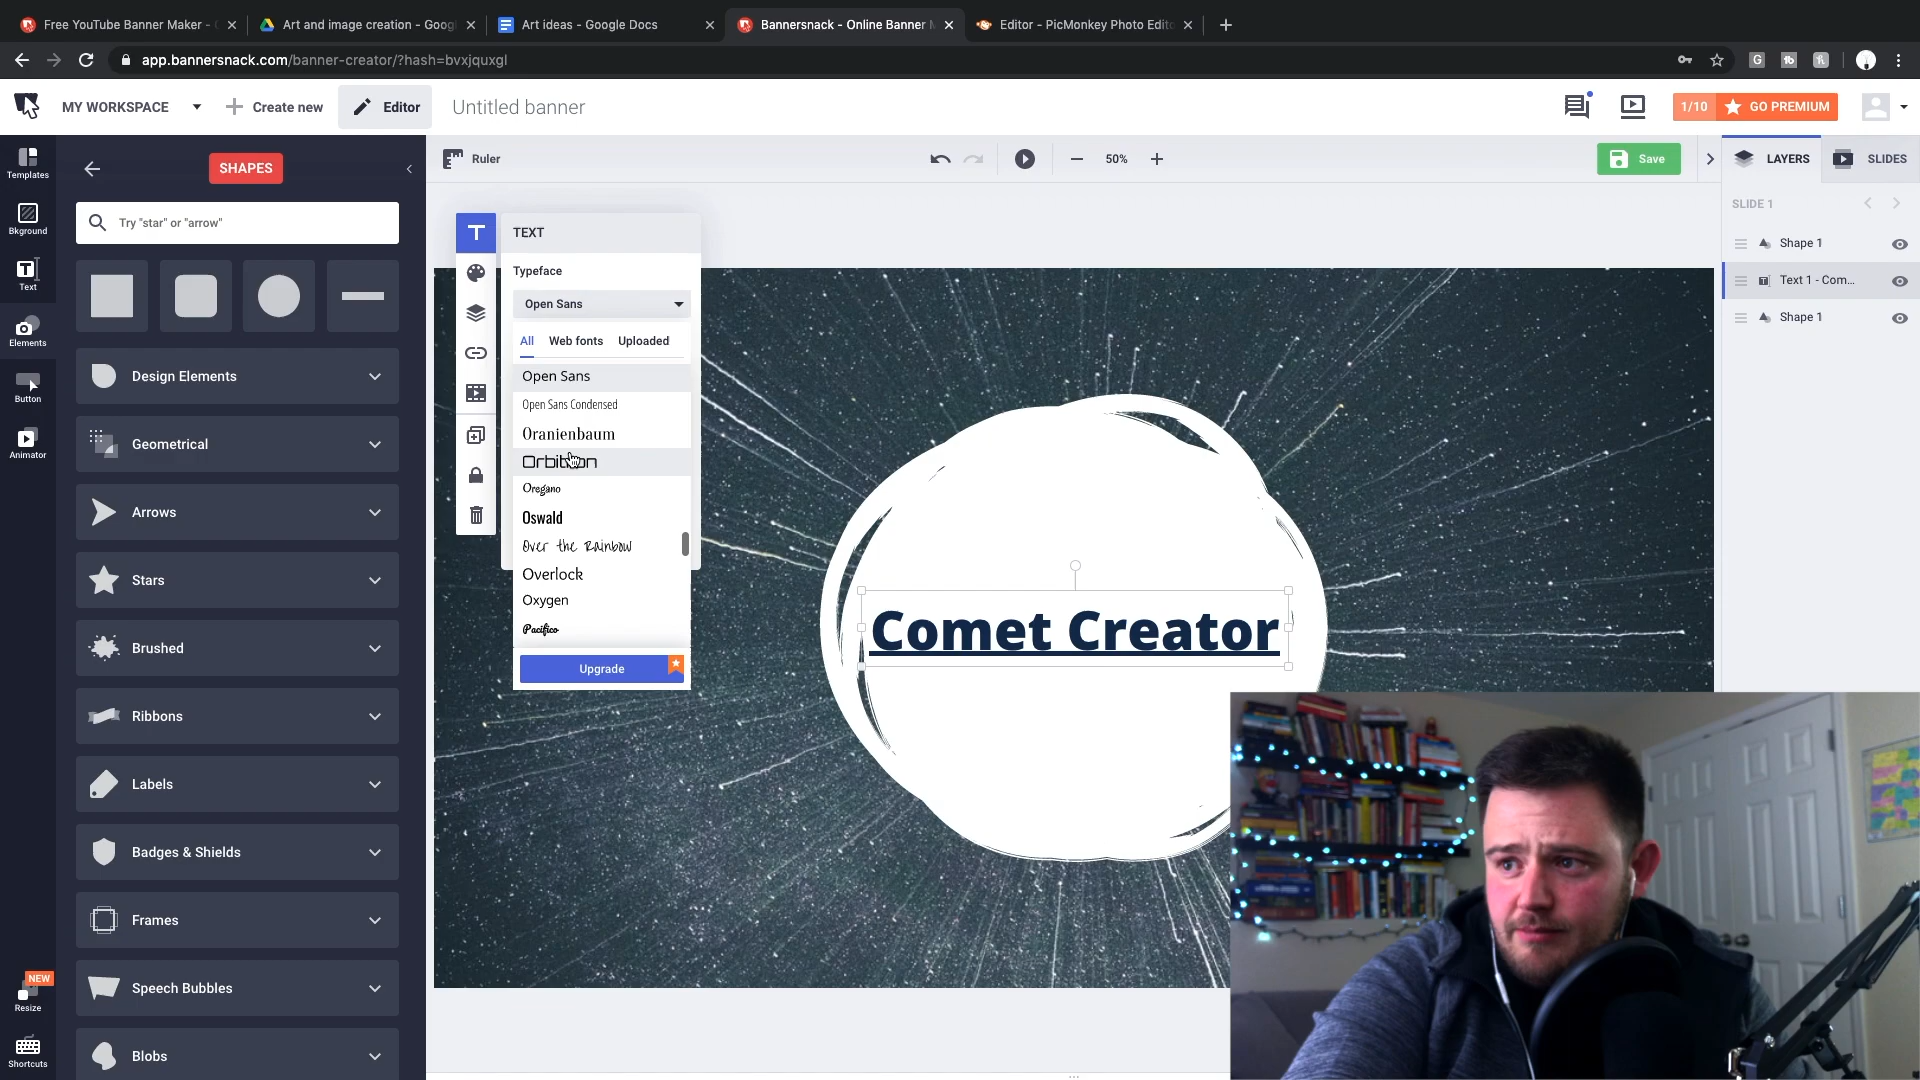 Free YouTube Banner Maker -
Art and image creation - Goog
Art ideas - Google Docs
Bannersnack - Online Banner M
Editor - PicMonkey Photo Edito
app.bannersnack.com/banner-creator/?hash=bvxjquxgl
MY WORKSPACE
Create new
Editor
Untitled banner
1/10
GO PREMIUM
Templates
Bkground
Text
Elements
Button
Animator
NEW
Resize
Shortcuts
SHAPES
Try "star" or "arrow"
Design Elements
Geometrical
Arrows
Stars
Brushed
Ribbons
Labels
Badges & Shields
Frames
Speech Bubbles
Blobs
Ruler
50%
Save
TEXT
Typeface
Open Sans
All
Web fonts
Uploaded
Open Sans
Open Sans Condensed
Oranienbaum
Orbitron
Oregano
Oswald
Over the Rainbow
Overlock
Oxygen
Pacifico
Upgrade
Comet Creator
LAYERS
SLIDES
SLIDE 1
Shape 1
Text 1 - Com...
Shape 1